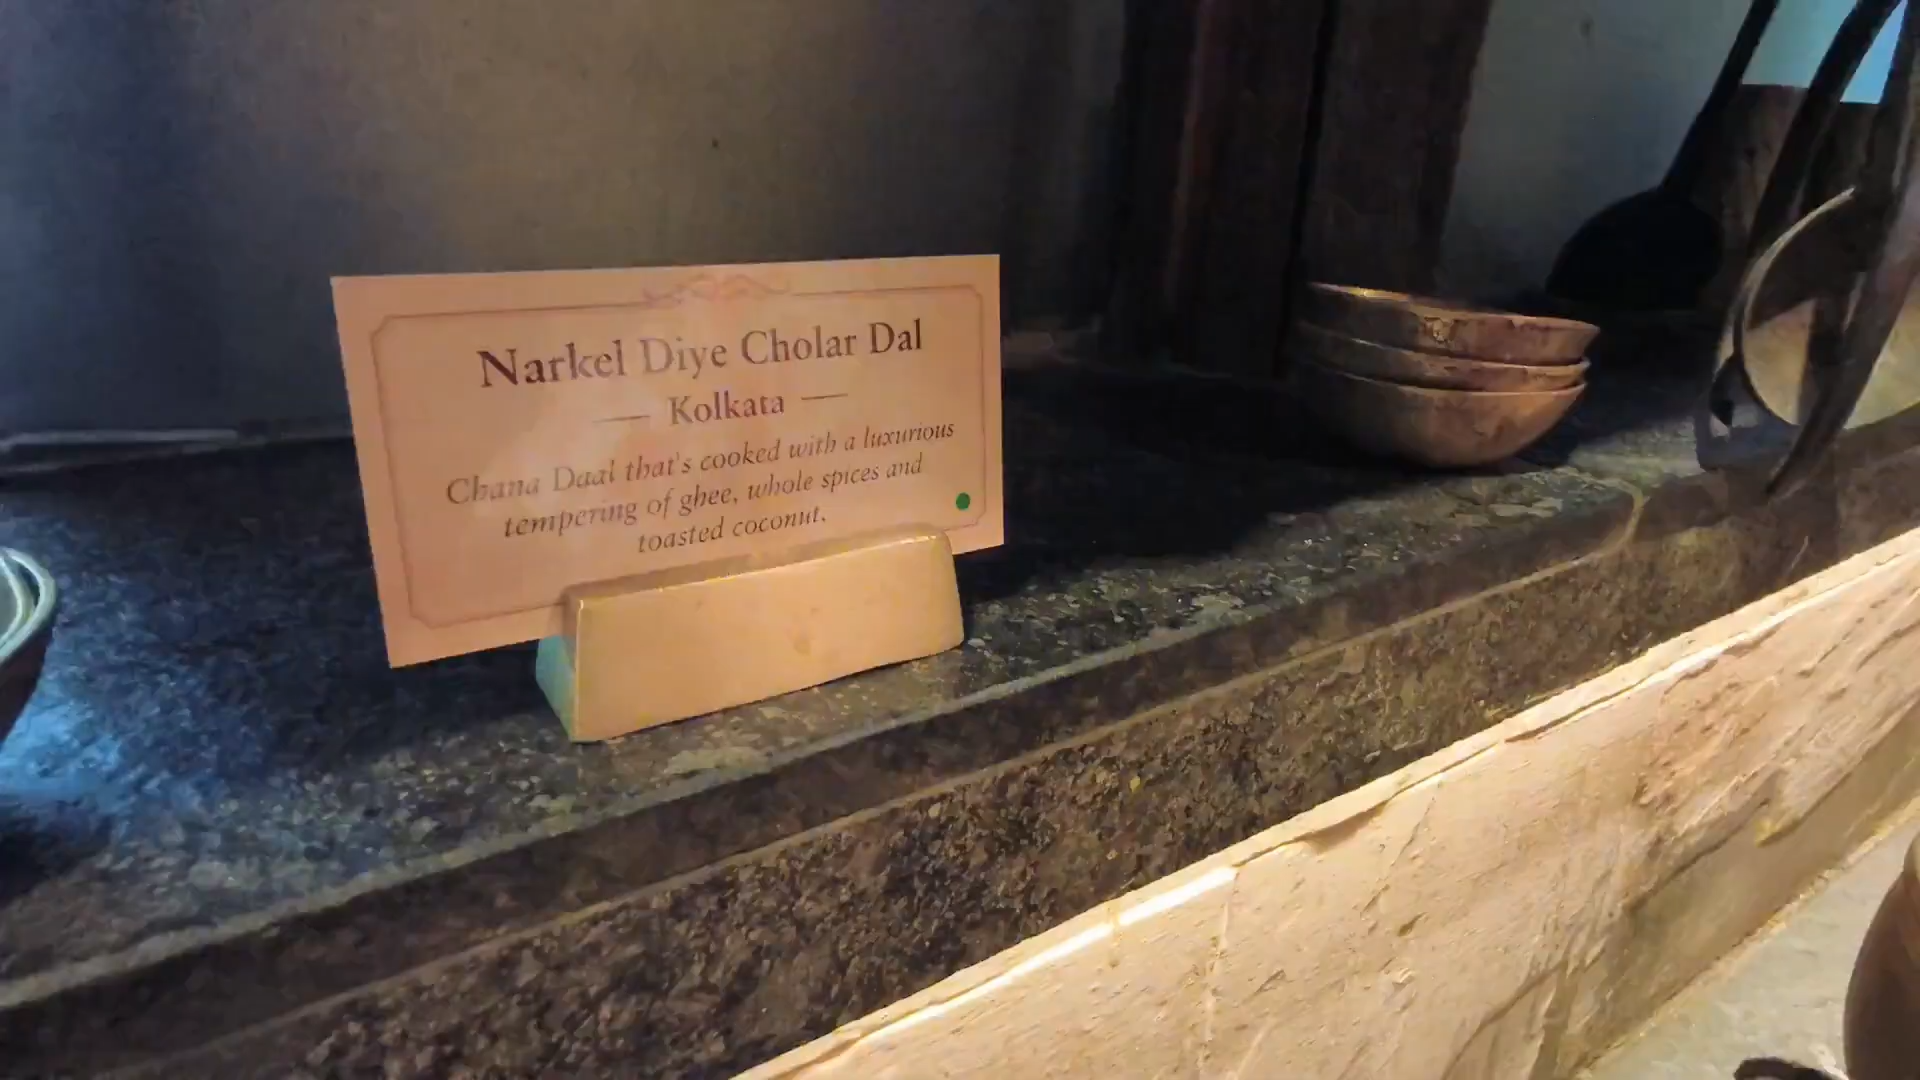 Narkel Diye Cholar Dal
Kolkata
Chana Daal that's cooked with a luxurious
tempering of ghee, whole spices and
toasted coconut.